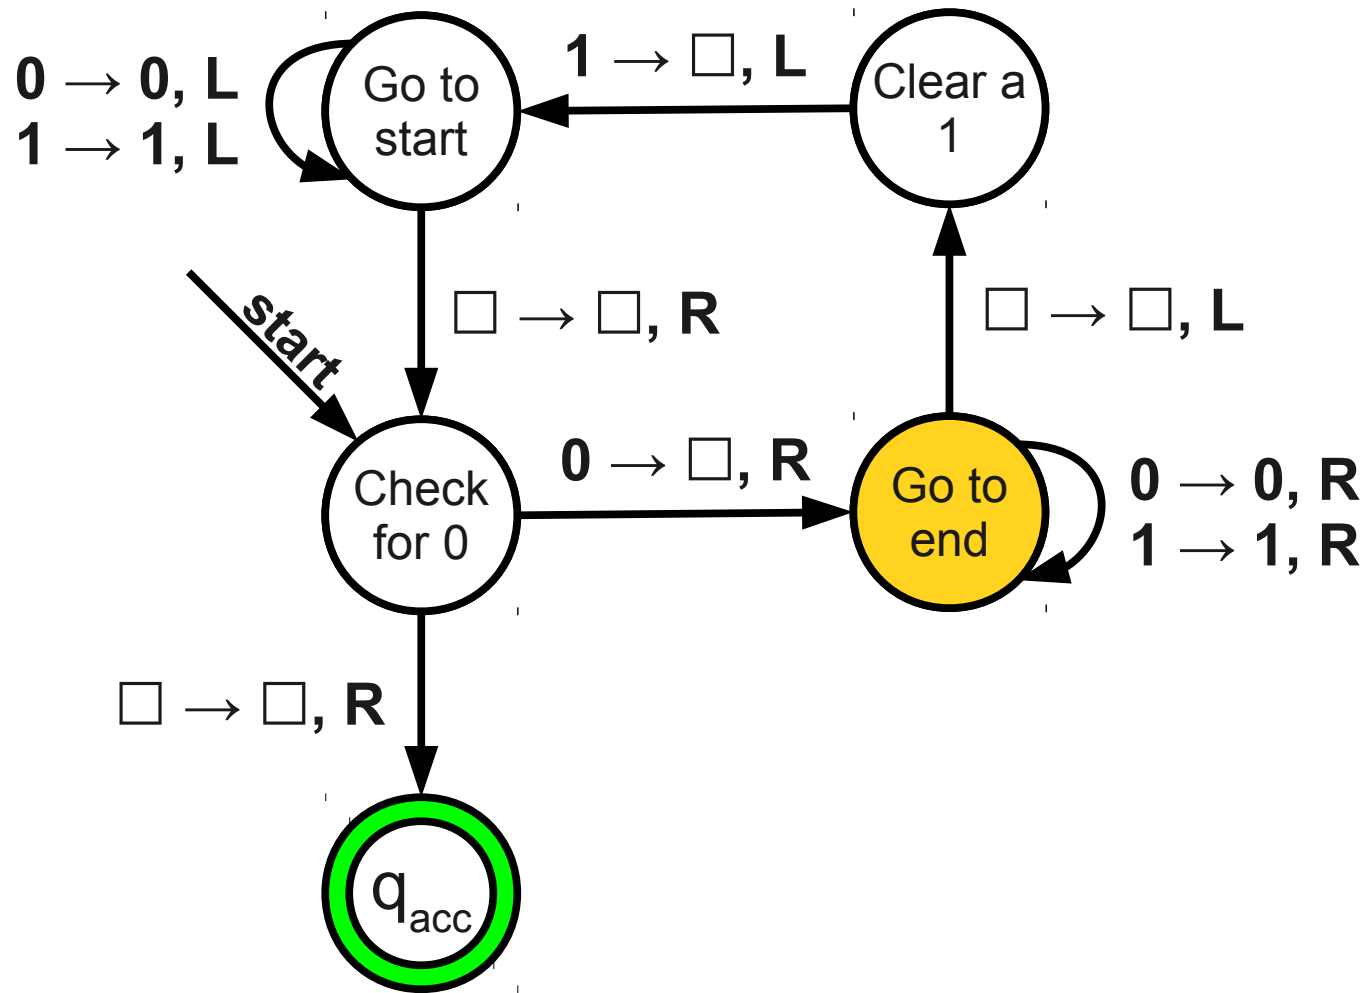 0 → 0, L
1 → 1, L
Go to
start
1 → □, L
Clear a
1
start
□ → □, R
□ → □, L
Check
for 0
0 → □, R
Go to
end
0 → 0, R
1 → 1, R
□ → □, R
qacc